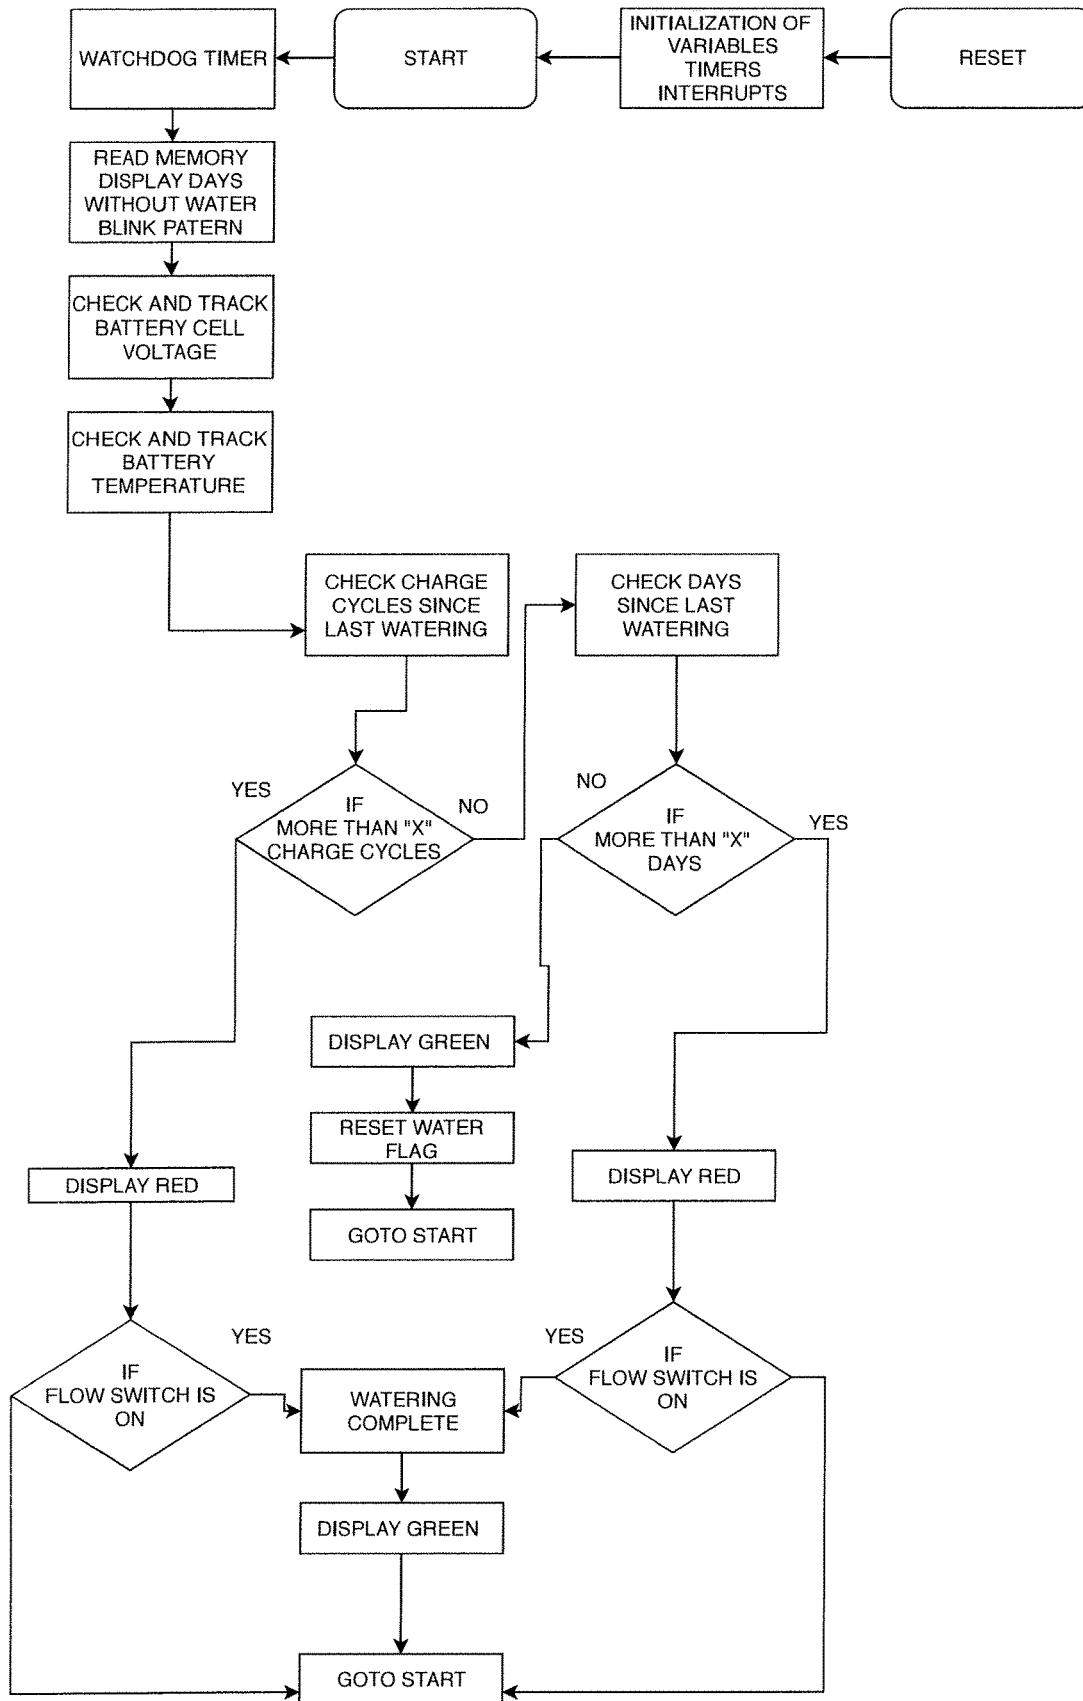 WATCHDOG TIMER
START
INITIALIZATION OF
VARIABLES
TIMERS
INTERRUPTS
RESET
READ MEMORY
DISPLAY DAYS
WITHOUT WATER
BLINK PATERN
CHECK AND TRACK
BATTERY CELL
VOLTAGE
CHECK AND TRACK
BATTERY
TEMPERATURE
CHECK CHARGE
CYCLES SINCE
LAST WATERING
CHECK DAYS
SINCE LAST
WATERING
YES
IF
MORE THAN "X"
CHARGE CYCLES
NO
NO
IF
MORE THAN "X"
DAYS
YES
DISPLAY GREEN
RESET WATER
FLAG
GOTO START
DISPLAY RED
DISPLAY RED
IF
FLOW SWITCH IS
ON
YES
YES
IF
FLOW SWITCH IS
ON
WATERING
COMPLETE
DISPLAY GREEN
GOTO START